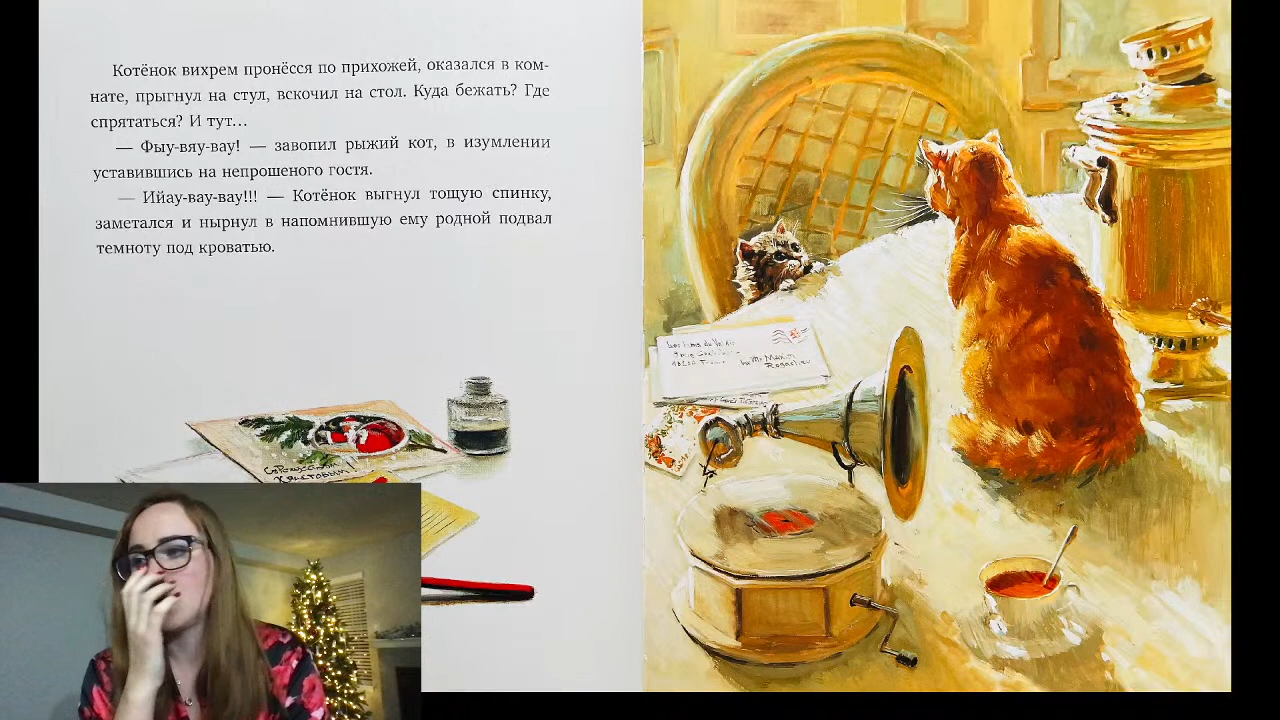 Котёнок вихрем пронёсся по прихожей, оказался в ком-
нате, прыгнул на стул, вскочил на стол. Куда бежать? Где
спрятаться? И тут...
— Фыу-вяу-вау! — завопил рыжий кот, в изумлении
уставившись на непрошеного гостя.
— Ийау-вау-вау!!! — Котёнок выгнул тощую спинку,
заметался и нырнул в напомнившую ему родной подвал
темноту под кроватью.